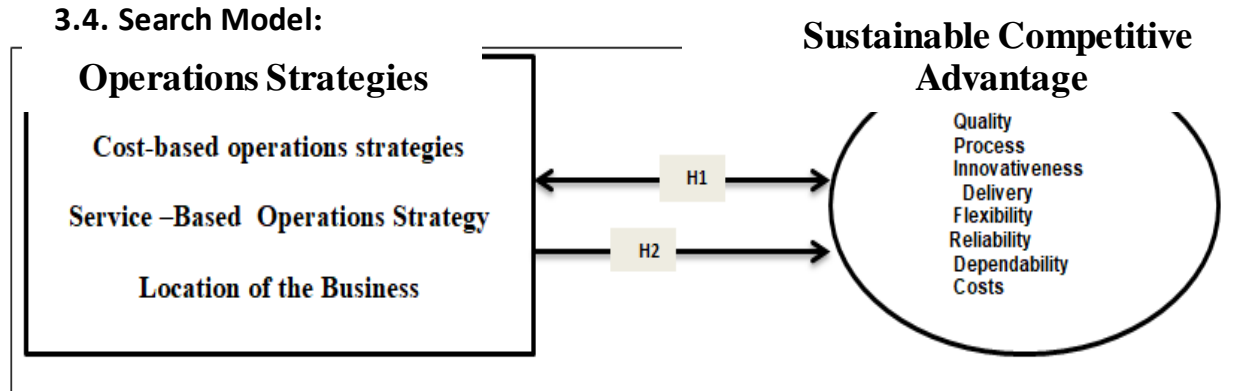 3.4. Search Model:
Operations Strategies
Cost-based operations strategies
Service –Based Operations Strategy
Location of the Business
H1
H2
Sustainable Competitive
Advantage
Quality
Process
Innovativeness
Delivery
Flexibility
Reliability
Dependability
Costs